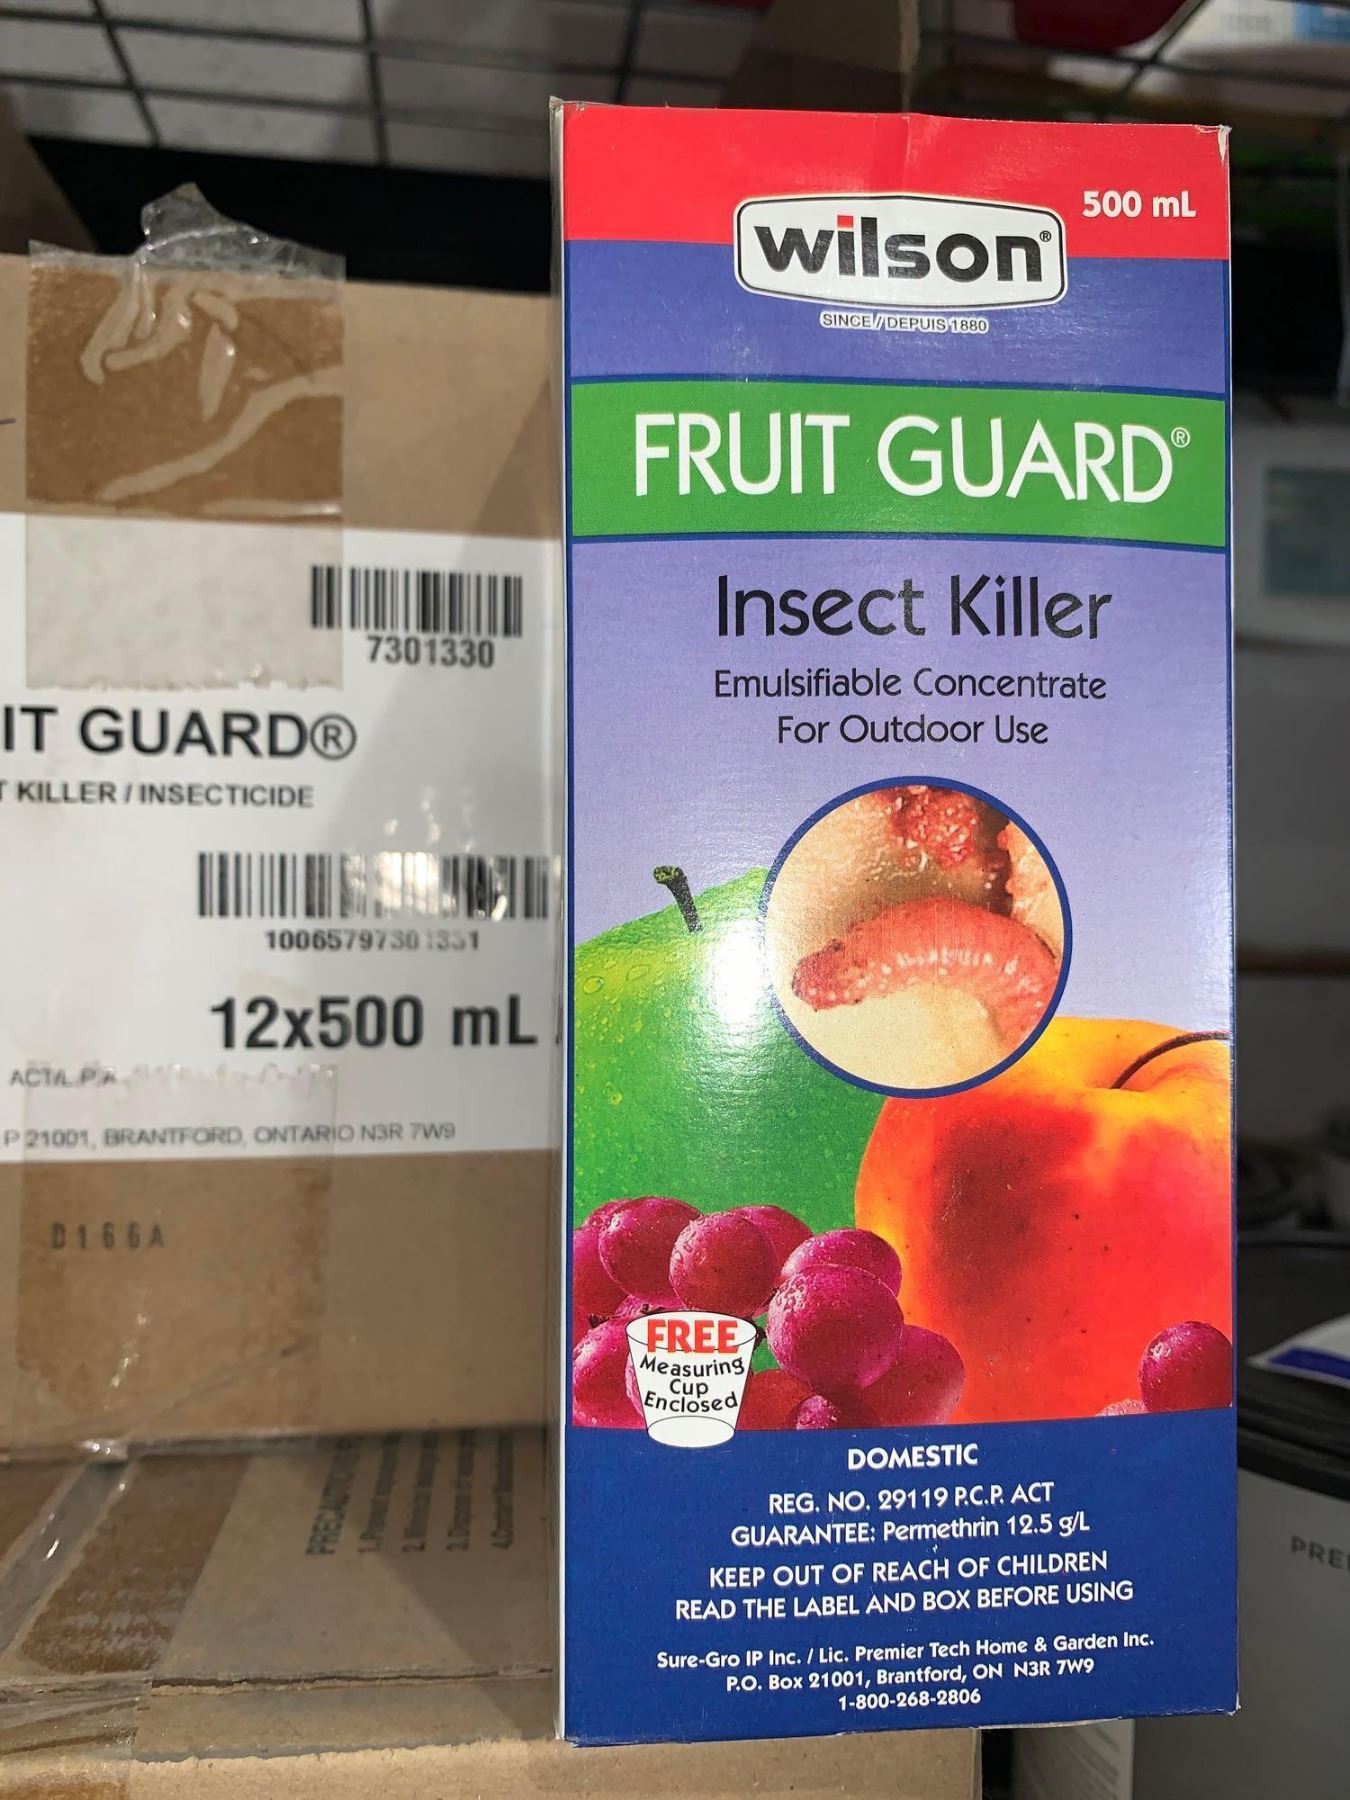 7301330
IT GUARD®
T KILLER / INSECTICIDE
12x500 mL
P 21001, BRANTFORD, ONTARIO N3R 7W9
D166A
500 mL
wilson®
SINCE / DEPUIS 1880
FRUIT GUARD®
Insect Killer
Emulsifiable Concentrate
For Outdoor Use
FREE
Measuring
Cup
Enclosed
DOMESTIC
REG. NO. 29119 P.C.P. ACT
GUARANTEE: Permethrin 12.5 g/L
KEEP OUT OF REACH OF CHILDREN
READ THE LABEL AND BOX BEFORE USING
Sure-Gro IP Inc. / Lic. Premier Tech Home & Garden Inc.
P.O. Box 21001, Brantford, ON N3R 7W9
1-800-268-2806
PRE